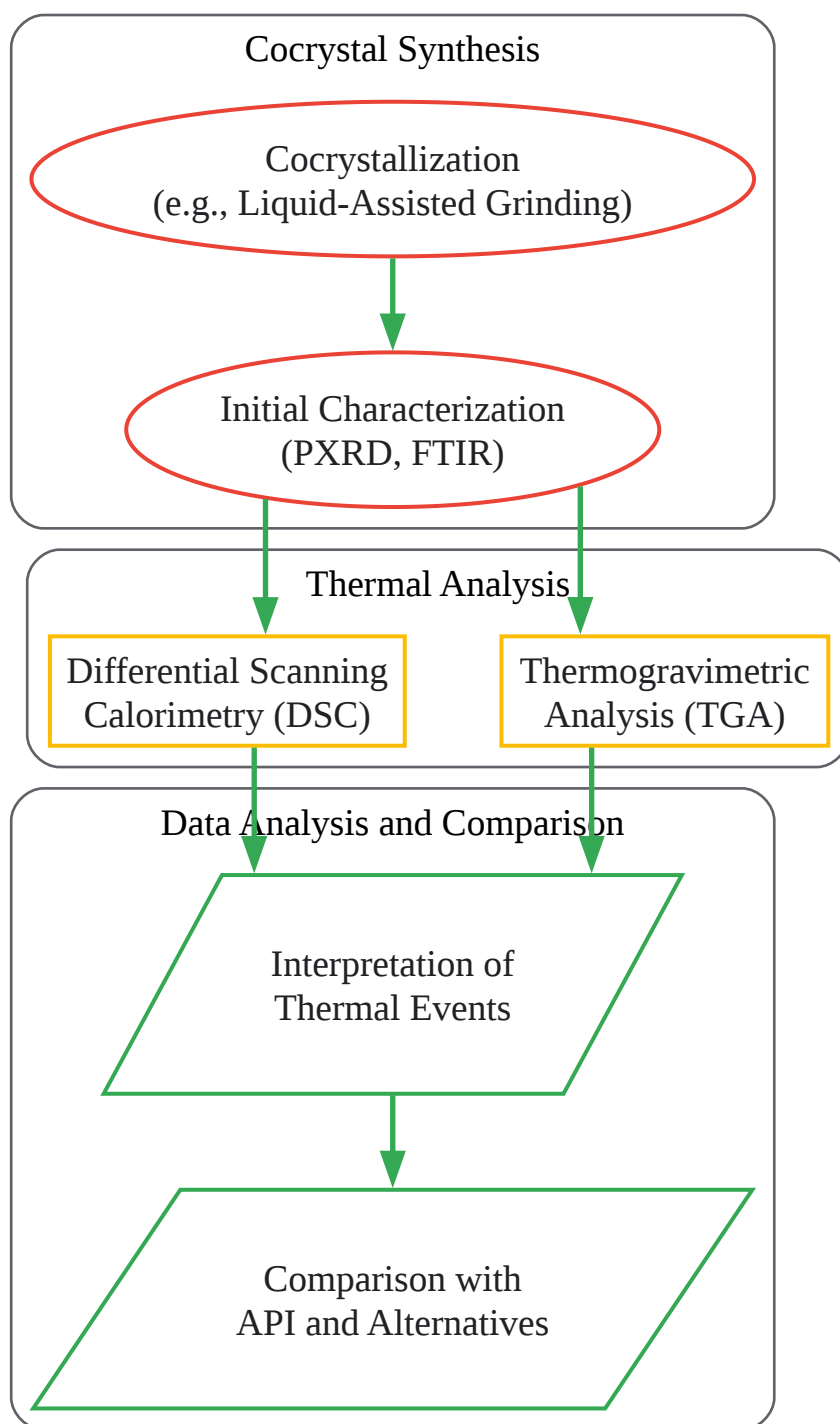 Cocrystal Synthesis
Cocrystallization
(e.g., Liquid-Assisted Grinding)
Initial Characterization
(PXRD, FTIR)
Thermal Analysis
Differential Scanning
Calorimetry (DSC)
Thermogravimetric
Analysis (TGA)
Data Analysis and Comparison
Interpretation of
Thermal Events
Comparison with
API and Alternatives